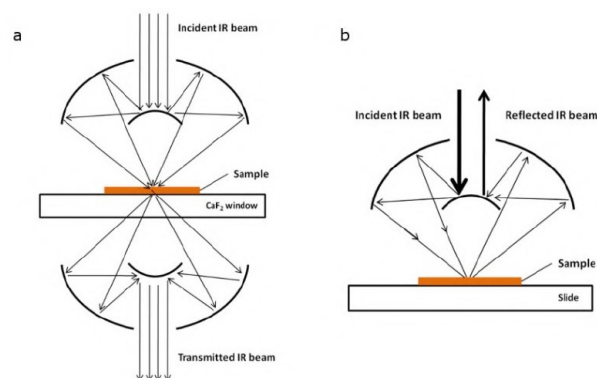 a
Incident IR beam
Sample
CaF₂ window
Transmitted IR beam
b
Incident IR beam
Reflected IR beam
Sample
Slide